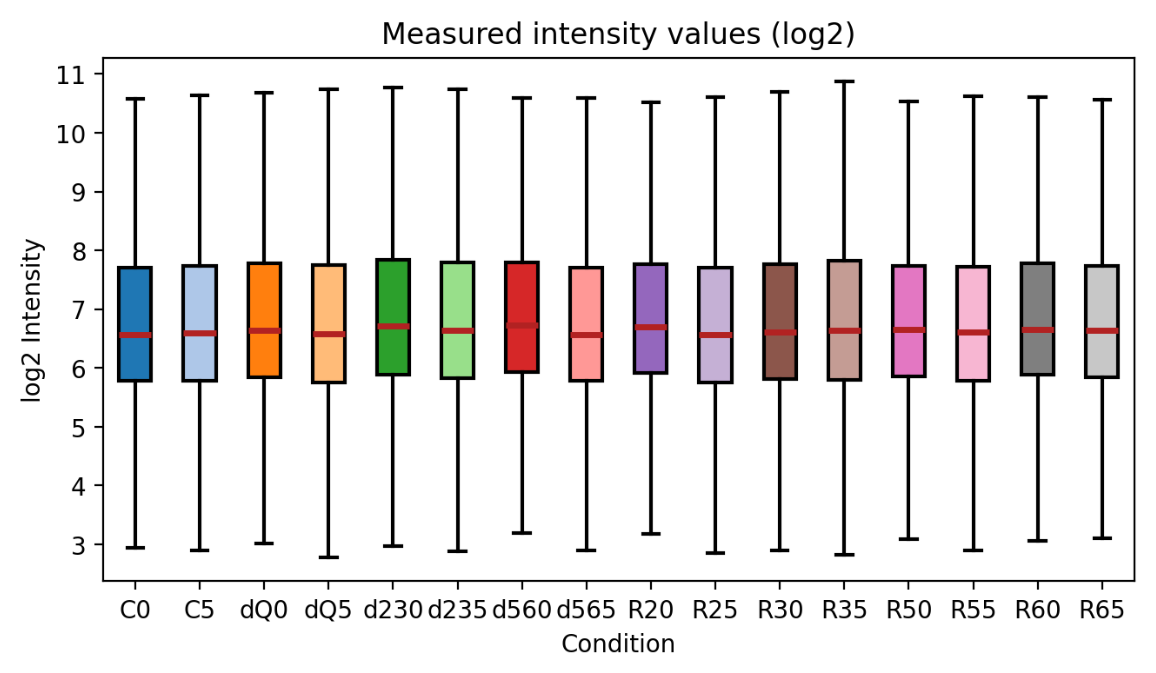 Measured intensity values (log2)
11
10
9
8
7
6
5
4
3
log2 Intensity
C0 C5 dQ0 dQ5 d230 d235 d560 d565 R20 R25 R30 R35 R50 R55 R60 R65
Condition